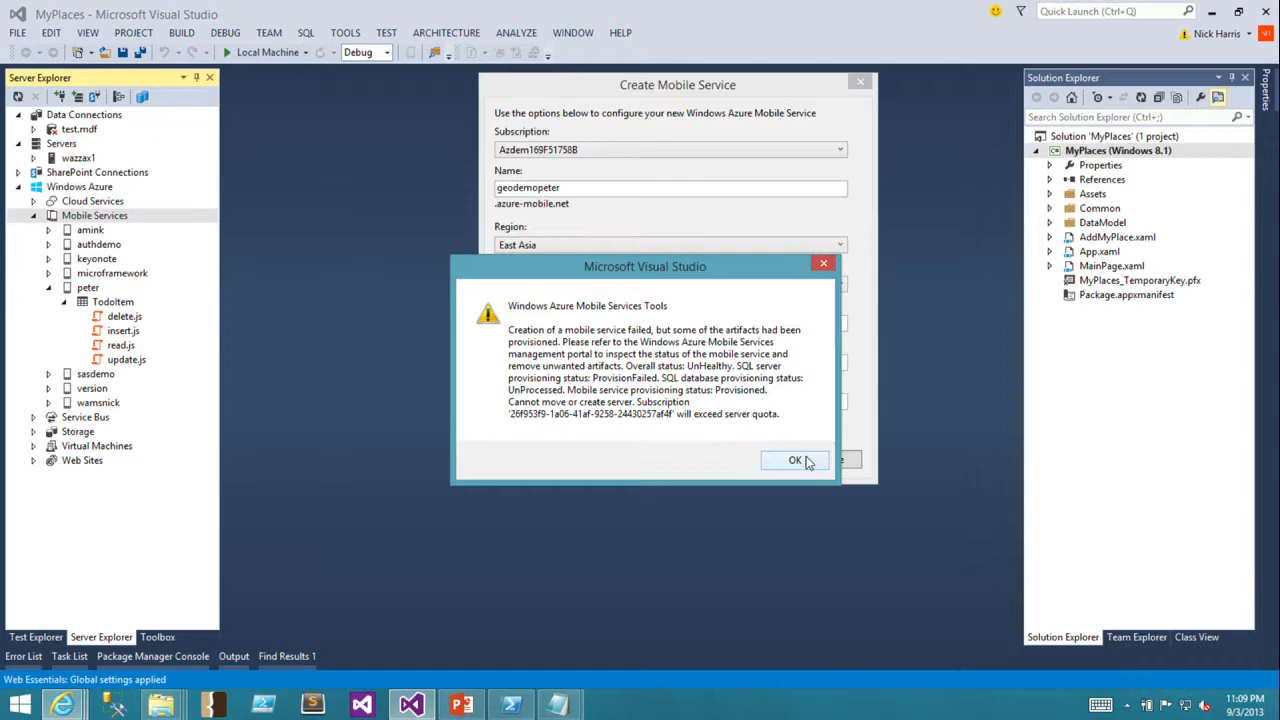 MyPlaces - Microsoft Visual Studio
Quick Launch (Ctrl+Q)
FILE EDIT VIEW PROJECT BUILD DEBUG TEAM SQL TOOLS TEST ARCHITECTURE ANALYZE WINDOW HELP
Nick Harris
NH
Local Machine
Debug
Server Explorer
Data Connections
test.mdf
Servers
wazzax1
SharePoint Connections
Windows Azure
Cloud Services
Mobile Services
amink
authdemo
keyonote
microframework
peter
TodoItem
delete.js
insert.js
read.js
update.js
sasdemo
version
wamsnick
Service Bus
Storage
Virtual Machines
Web Sites
Test Explorer Server Explorer Toolbox
Create Mobile Service
Use the options below to configure your new Windows Azure Mobile Service
Subscription:
Azdem169F51758B
Name:
geodemopeter
.azure-mobile.net
Region:
East Asia
Microsoft Visual Studio
Windows Azure Mobile Services Tools
Creation of a mobile service failed, but some of the artifacts had been
provisioned. Please refer to the Windows Azure Mobile Services
management portal to inspect the status of the mobile service and
remove unwanted artifacts. Overall status: UnHealthy. SQL server
provisioning status: ProvisionFailed. SQL database provisioning status:
UnProcessed. Mobile service provisioning status: Provisioned.
Cannot move or create server. Subscription
'26f953f9-1a06-41af-9258-24430257af4f' will exceed server quota.
OK
Solution Explorer
Search Solution Explorer (Ctrl+;)
Solution 'MyPlaces' (1 project)
MyPlaces (Windows 8.1)
Properties
References
Assets
Common
DataModel
AddMyPlace.xaml
App.xaml
MainPage.xaml
MyPlaces_TemporaryKey.pfx
Package.appxmanifest
Solution Explorer Team Explorer Class View
Properties
Error List Task List Package Manager Console Output Find Results 1
Web Essentials: Global settings applied
11:09 PM
9/3/2013